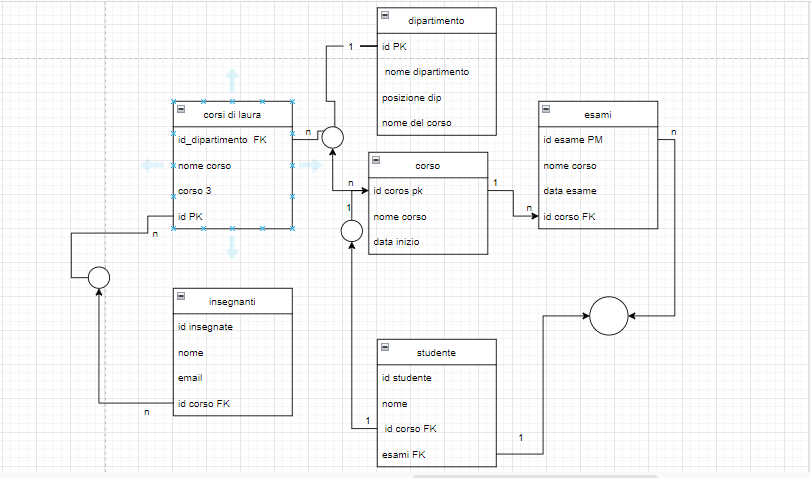 dipartimento
id PK
nome dipartimento
posizione dip
nome del corso
1
corsi di laura
id_dipartimento FK
nome corso
corso 3
id PK
n
n
corso
id coros pk
nome corso
data inizio
n
1
1
n
esami
id esame PM
nome corso
data esame
id corso FK
n
insegnanti
id insegnate
nome
email
id corso FK
n
studente
id studente
nome
id corso FK
esami FK
1
1